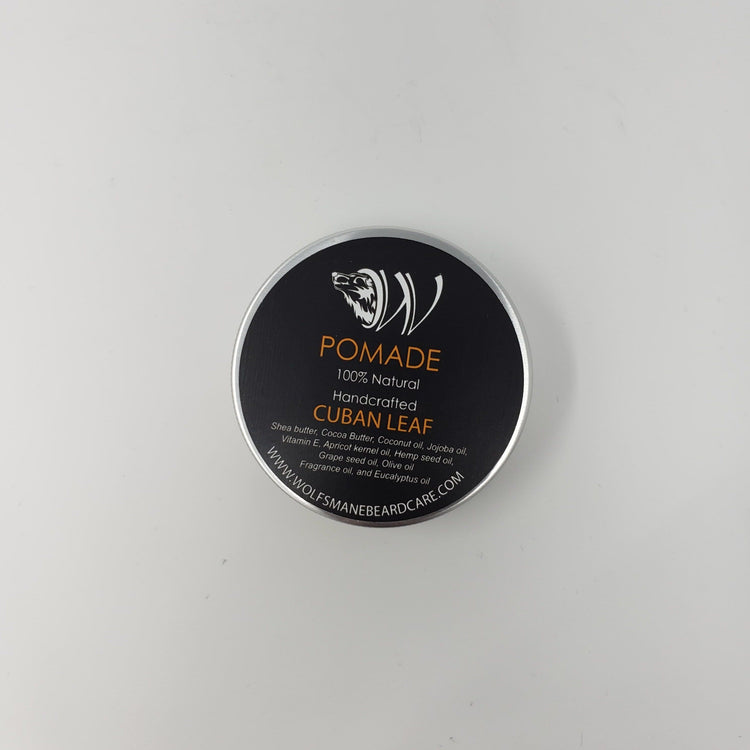 W
POMADE
100% Natural
Handcrafted
CUBAN LEAF
Shea butter, Cocoa Butter, Coconut oil, Jojoba oil,
Vitamin E, Apricot kernel oil, Hemp seed oil,
Grape seed oil, Olive oil
Fragrance oil, and Eucalyptus oil
WWW.WOLFSMANEBEARDCARE.COM